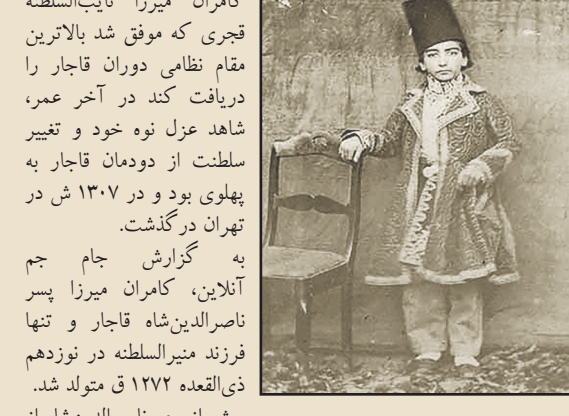 کامران میرزا نایب‌السلطنه
قجری که موفق شد بالاترین
مقام نظامی دوران قاجار را
دریافت کند در آخر عمر،
شاهد عزل نوه خود و تغییر
سلطنت از دودمان قاجار به
پهلوی بود و در ۱۳۰۷ ش در
تهران درگذشت.
به گزارش جام جم
آنلاین، کامران میرزا پسر
ناصرالدین‌شاه قاجار و تنها
فرزند منیرالسلطنه در نوزدهم
ذی‌القعده ۱۲۷۲ ق متولد شد.